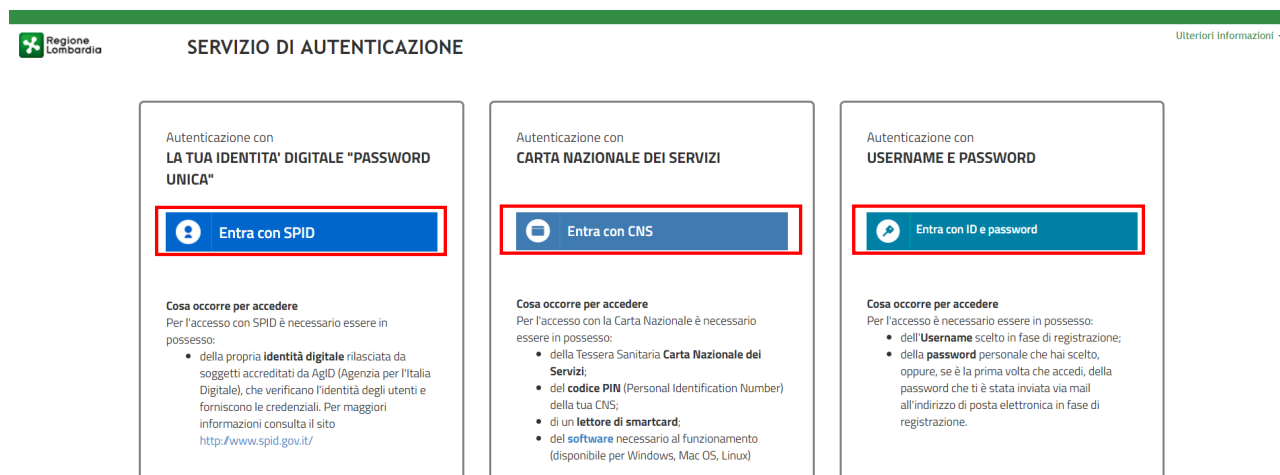 Regione
Lombardia
SERVIZIO DI AUTENTICAZIONE
Ulteriori informazioni
Autenticazione con
LA TUA IDENTITA' DIGITALE "PASSWORD
UNICA"
Entra con SPID
Cosa occorre per accedere
Per l'accesso con SPID è necessario essere in
possesso:
• della propria identità digitale rilasciata da
soggetti accreditati da AgID (Agenzia per l'Italia
Digitale), che verificano l'identità degli utenti e
forniscono le credenziali. Per maggiori
informazioni consulta il sito
http://www.spid.gov.it/
Autenticazione con
CARTA NAZIONALE DEI SERVIZI
Entra con CNS
Cosa occorre per accedere
Per l'accesso con la Carta Nazionale è necessario
essere in possesso:
• della Tessera Sanitaria Carta Nazionale dei
Servizi;
• del codice PIN (Personal Identification Number)
della tua CNS;
• di un lettore di smartcard;
• del software necessario al funzionamento
(disponibile per Windows, Mac OS, Linux)
Autenticazione con
USERNAME E PASSWORD
Entra con ID e password
Cosa occorre per accedere
Per l'accesso è necessario essere in possesso:
• dell'Username scelto in fase di registrazione;
• della password personale che hai scelto,
oppure, se è la prima volta che accedi, della
password che ti è stata inviata via mail
all'indirizzo di posta elettronica in fase di
registrazione.